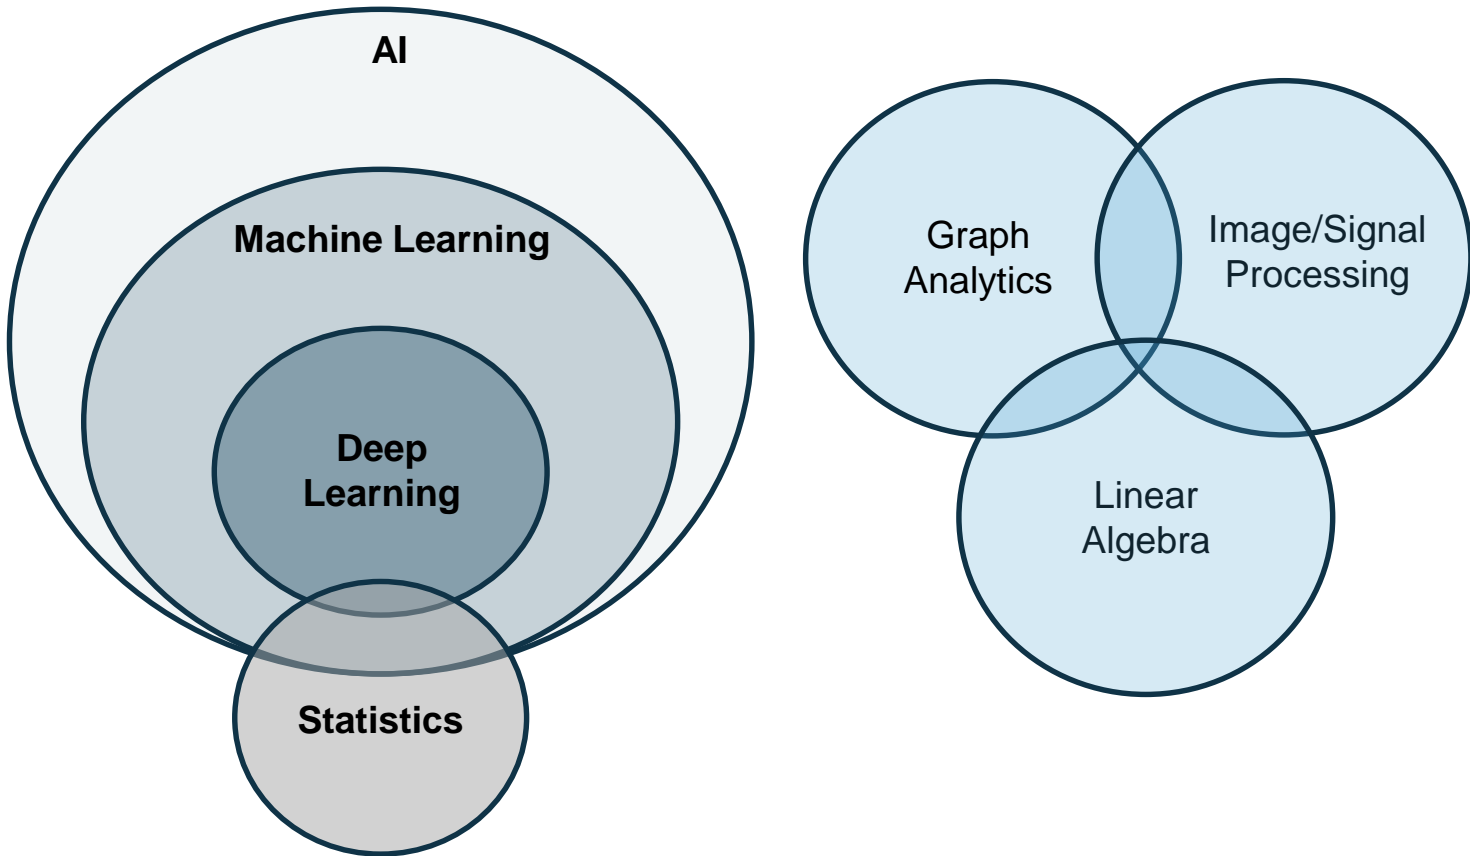 AI
Machine Learning
Deep
Learning
Statistics
Graph
Analytics
Image/Signal
Processing
Linear
Algebra